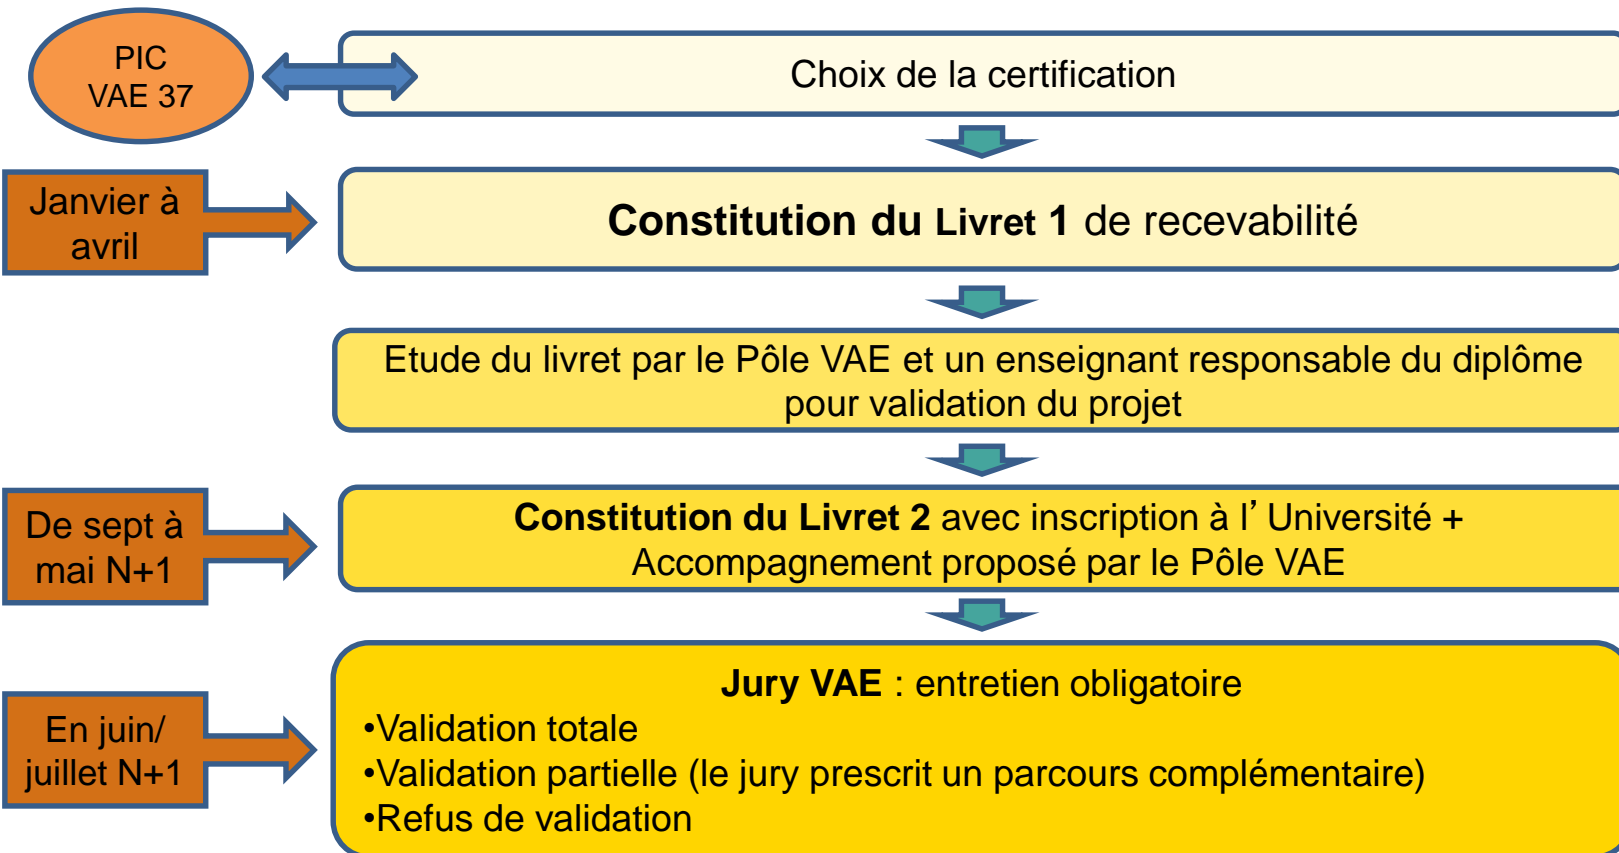 PIC
VAE 37
Choix de la certification
Janvier à
avril
Constitution du Livret 1 de recevabilité
Etude du livret par le Pôle VAE et un enseignant responsable du diplôme
pour validation du projet
De sept à
mai N+1
Constitution du Livret 2 avec inscription à l’ Université +
Accompagnement proposé par le Pôle VAE
En juin/
juillet N+1
Jury VAE : entretien obligatoire
•Validation totale
•Validation partielle (le jury prescrit un parcours complémentaire)
•Refus de validation